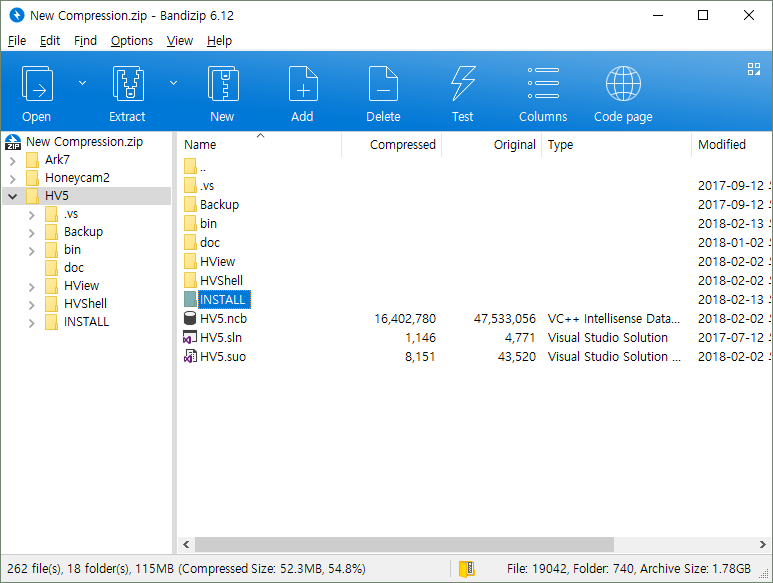 New Compression.zip - Bandizip 6.12
File Edit Find Options View Help
Open Extract New Add Delete Test Columns Code page
ZIP New Compression.zip
Ark7
Honeycam2
HV5
.vs
Backup
bin
doc
HView
HVShell
INSTALL
Name Compressed Original Type Modified
..
.vs 2017-09-12
Backup 2017-09-12
bin 2018-02-13
doc 2018-01-02
HView 2018-02-02
HVShell 2018-02-02
INSTALL 2018-02-13
HV5.ncb 16,402,780 47,533,056 VC++ Intellisense Data... 2018-02-02
HV5.sln 1,146 4,771 Visual Studio Solution 2017-07-12
HV5.suo 8,151 43,520 Visual Studio Solution ... 2018-02-02
262 file(s), 18 folder(s), 115MB (Compressed Size: 52.3MB, 54.8%) File: 19042, Folder: 740, Archive Size: 1.78GB